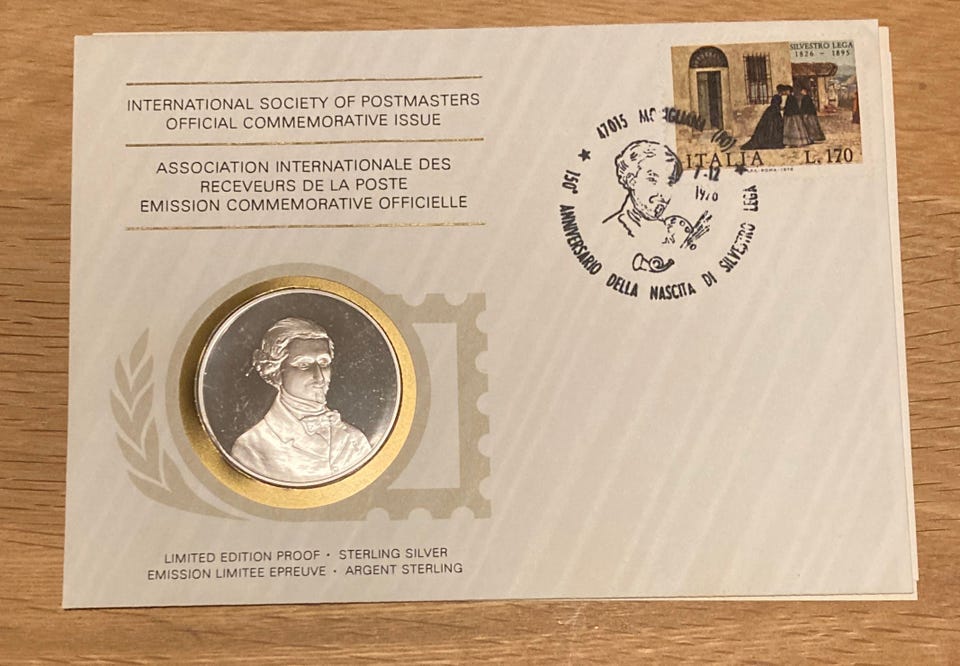 INTERNATIONAL SOCIETY OF POSTMASTERS
OFFICIAL COMMEMORATIVE ISSUE
ASSOCIATION INTERNATIONALE DES
RECEVEURS DE LA POSTE
EMISSION COMMEMORATIVE OFFICIELLE
SILVESTRO LEGA
1826 - 1895
ITALIA L. 170
47015
1976
150° ANNIVERSARIO DELLA NASCITA DI SILVESTRO LEGA
LIMITED EDITION PROOF · STERLING SILVER
EMISSION LIMITEE EPREUVE · ARGENT STERLING